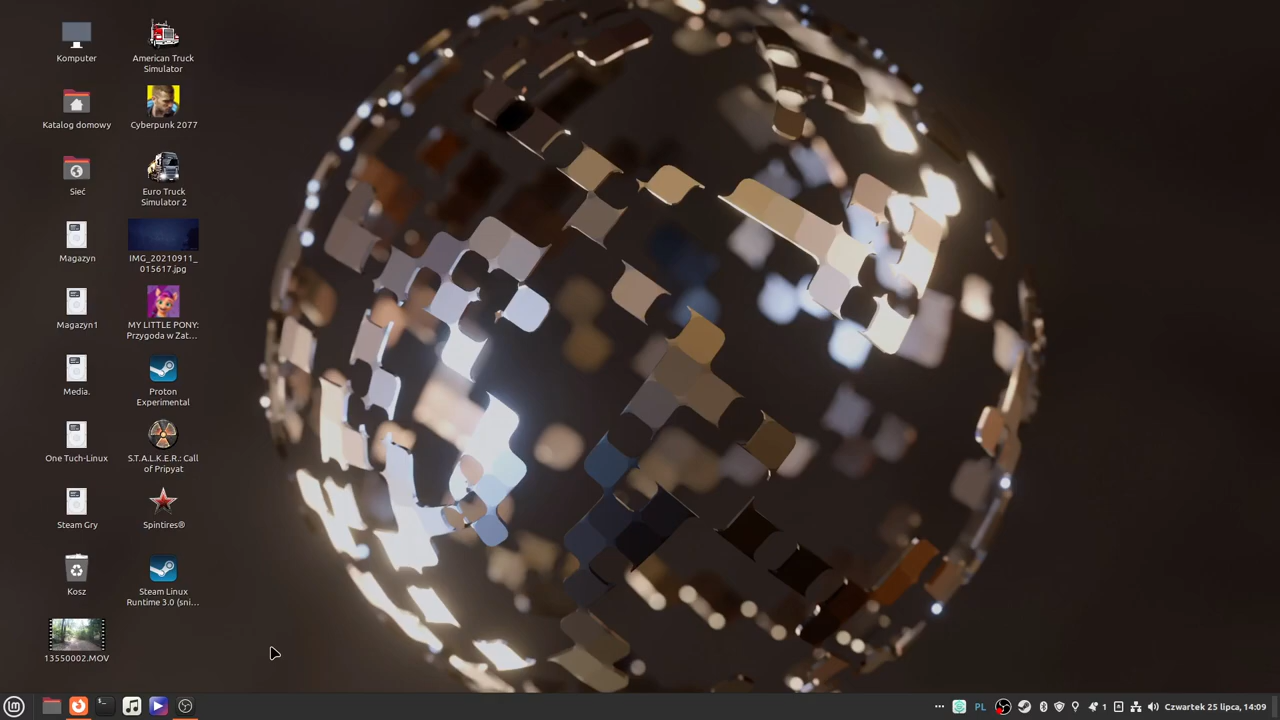 Komputer
Katalog domowy
Sieć
Magazyn
Magazyn1
Media.
One Tuch-Linux
Steam Gry
Kosz
13550002.MOV
American Truck
Simulator
Cyberpunk 2077
Euro Truck
Simulator 2
IMG_20210911_
015617.jpg
MY LITTLE PONY:
Przygoda w Zat…
Proton
Experimental
S.T.A.L.K.E.R.: Call
of Pripyat
Spintires®
Steam Linux
Runtime 3.0 (sni…
PL
1
Czwartek 25 lipca, 14:09